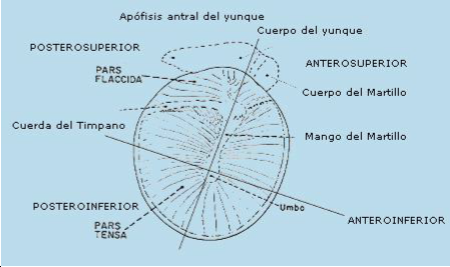 Apófisis antral del yunque
Cuerpo del yunque
POSTEROSUPERIOR
ANTEROSUPERIOR
PARS
FLACCIDA
Cuerpo del Martillo
Cuerda del Timpano
Mango del Martillo
POSTEROINFERIOR
Umbo
ANTEROINFERIOR
PARS
TENSA